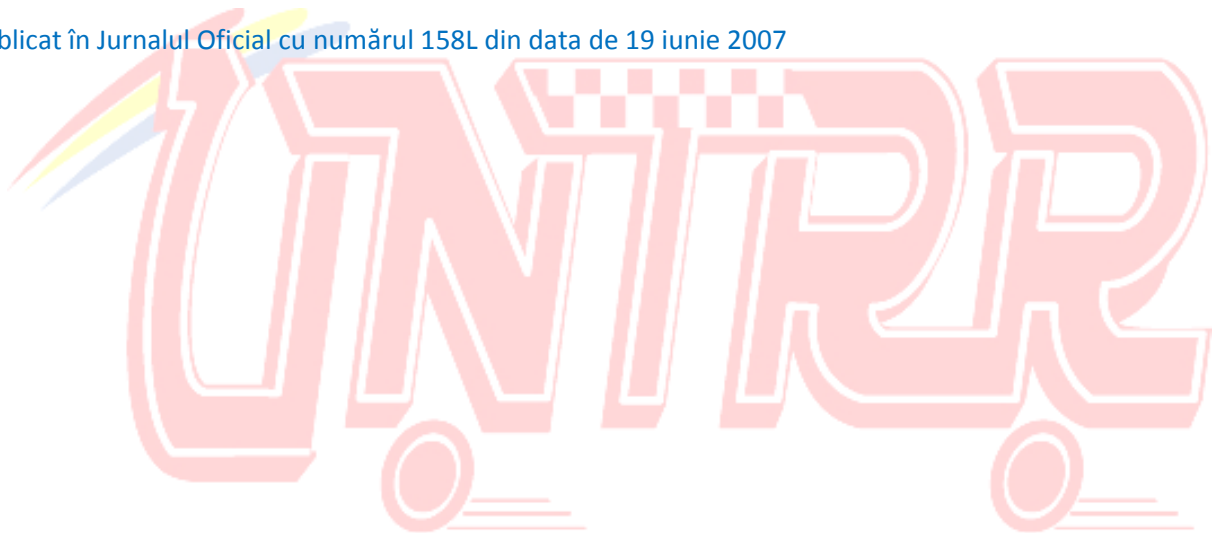 blicat în Jurnalul Oficial cu numărul 158L din data de 19 iunie 2007
UNTRR